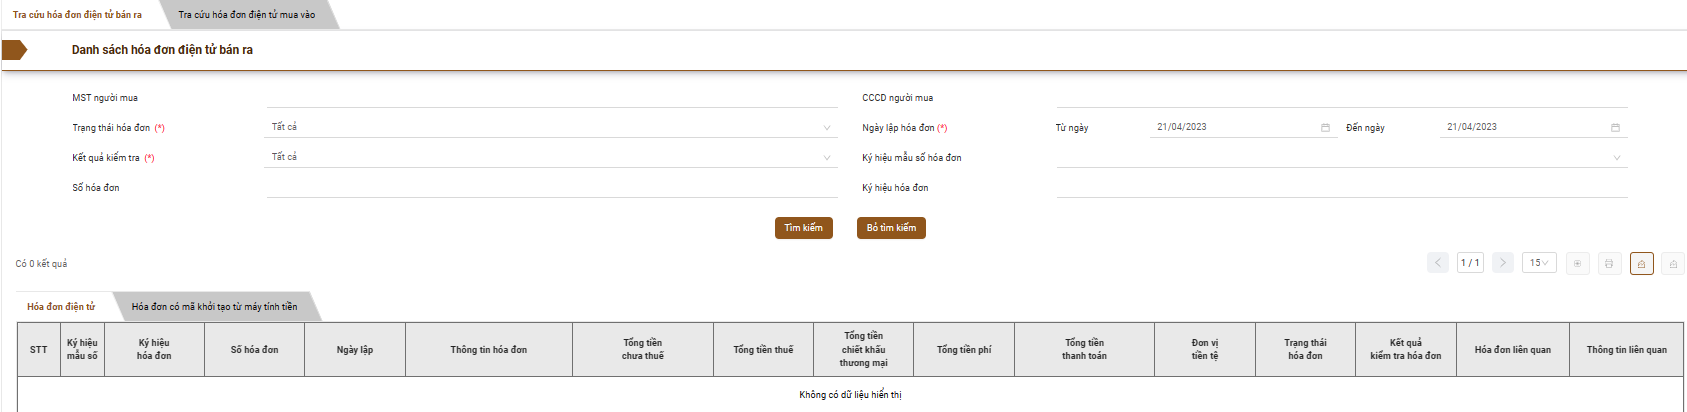 Tra cứu hóa đơn điện tử bán ra
Tra cứu hóa đơn điện tử mua vào
Danh sách hóa đơn điện tử bán ra
MST người mua
CCCD người mua
Trạng thái hóa đơn (*)
Tất cả
Ngày lập hóa đơn (*)
Từ ngày
21/04/2023
Đến ngày
21/04/2023
Kết quả kiểm tra (*)
Tất cả
Ký hiệu mẫu số hóa đơn
Số hóa đơn
Ký hiệu hóa đơn
Tìm kiếm
Bỏ tìm kiếm
Có 0 kết quả
1 / 1
15
Hóa đơn điện tử
Hóa đơn có mã khởi tạo từ máy tính tiền
STT
Ký hiệu
mẫu số
Ký hiệu
hóa đơn
Số hóa đơn
Ngày lập
Thông tin hóa đơn
Tổng tiền
chưa thuế
Tổng tiền thuế
Tổng tiền
chiết khấu
thương mại
Tổng tiền phí
Tổng tiền
thanh toán
Đơn vị
tiền tệ
Trạng thái
hóa đơn
Kết quả
kiểm tra hóa đơn
Hóa đơn liên quan
Thông tin liên quan
Không có dữ liệu hiển thị